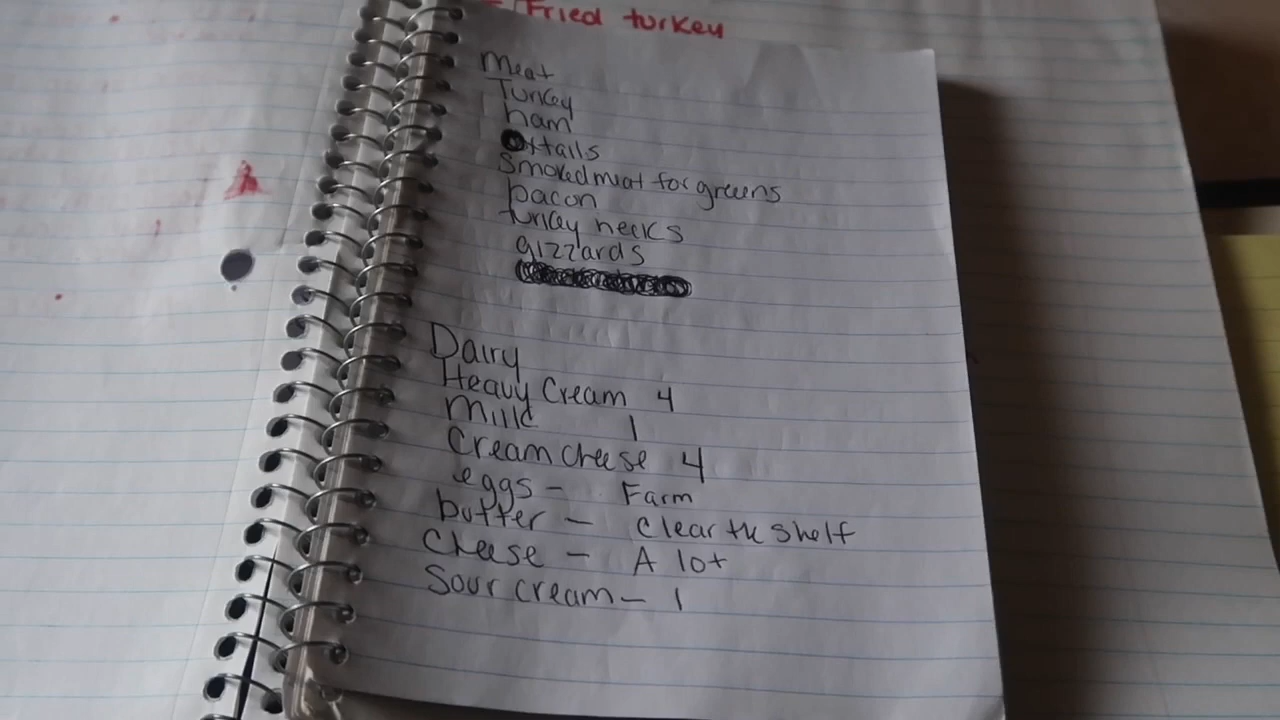 - Fried turkey
Meat
Turkey
ham
oxtails
Smoked meat for greens
bacon
turkey necks
gizzards
Dairy
Heavy Cream 4
Milk 1
Cream cheese 4
eggs - Farm
butter - Clear the shelf
Cheese - A lot
Sour cream - 1